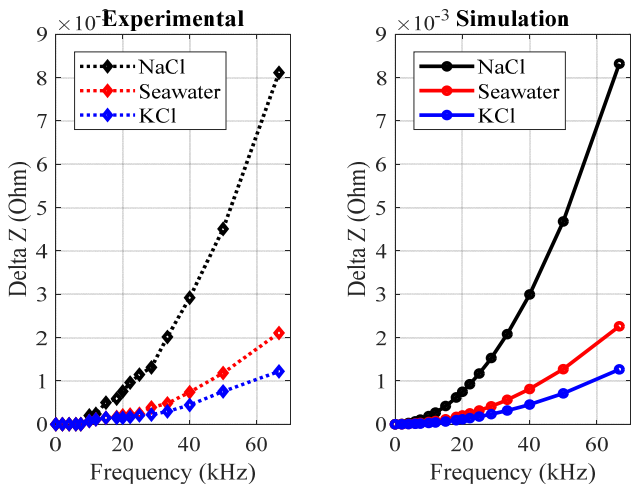 ×10⁻³ Experimental
9
8
7
6
5
4
3
2
1
0
Delta Z (Ohm)
NaCl
Seawater
KCl
0 20 40 60
Frequency (kHz)
×10⁻³ Simulation
9
8
7
6
5
4
3
2
1
0
Delta Z (Ohm)
NaCl
Seawater
KCl
0 20 40 60
Frequency (kHz)